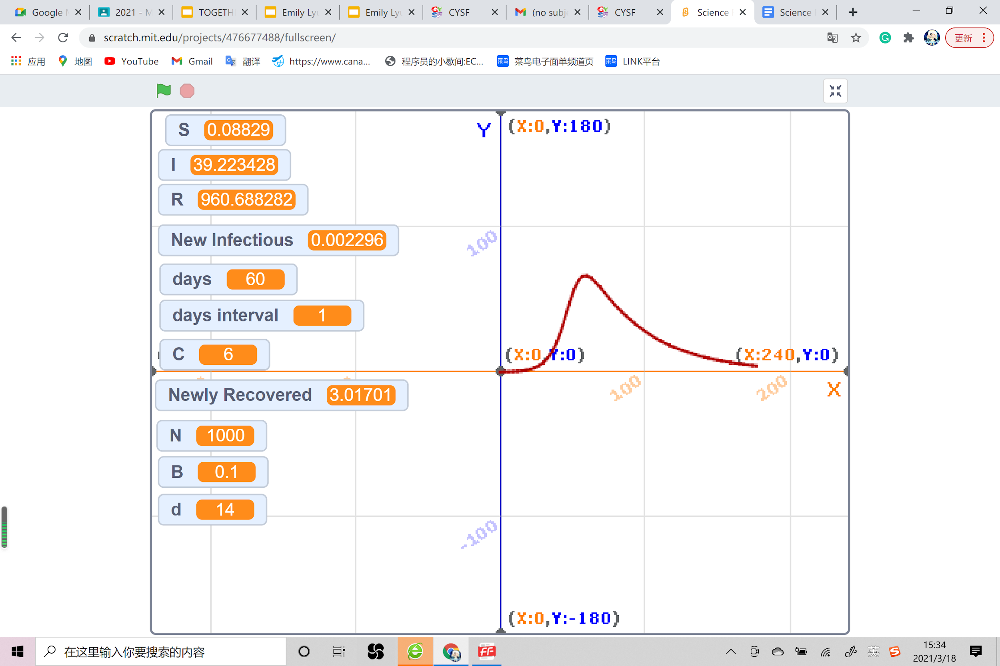 Google
2021 - M
TOGETH
Emily Ly
Emily Ly
CYSF
(no subj
CYSF
Science
Science
scratch.mit.edu/projects/476677488/fullscreen/
更新
应用
地图
YouTube
Gmail
翻译
https://www.cana...
程序员的小歇间:EC...
菜鸟 菜鸟电子面单频道页
菜鸟 LINK平台
S 0.08829
I 39.223428
R 960.688282
New Infectious 0.002296
days 60
days interval 1
C 6
Newly Recovered 3.01701
N 1000
B 0.1
d 14
Y (X:0,Y:180)
100
(X:0,Y:0)
(X:240,Y:0)
100
200
X
-100
(X:0,Y:-180)
在这里输入你要搜索的内容
英
15:34
2021/3/18